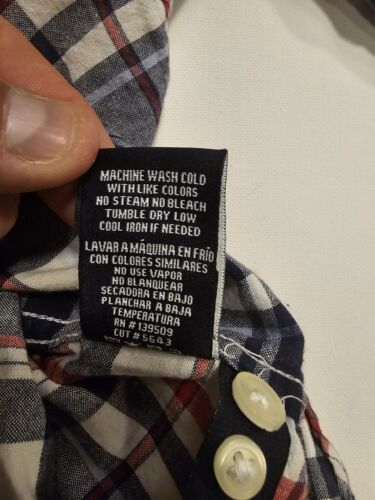 MACHINE WASH COLD
WITH LIKE COLORS
NO STEAM NO BLEACH
TUMBLE DRY LOW
COOL IRON IF NEEDED
LAVAR A MÁQUINA EN FRÍO
CON COLORES SIMILARES
NO USE VAPOR
NO BLANQUEAR
SECADORA EN BAJO
PLANCHAR A BAJA
TEMPERATURA
RN # 139509
CUT # 5643